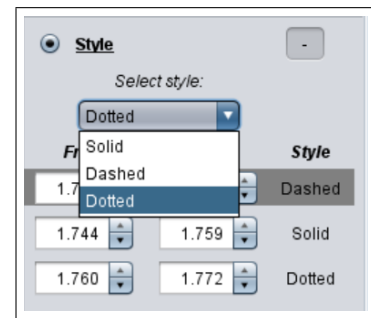 Style -
Select style:
Dotted
Solid
Style
Dashed
Dashed
Dotted
1.744 1.759 Solid
1.760 1.772 Dotted